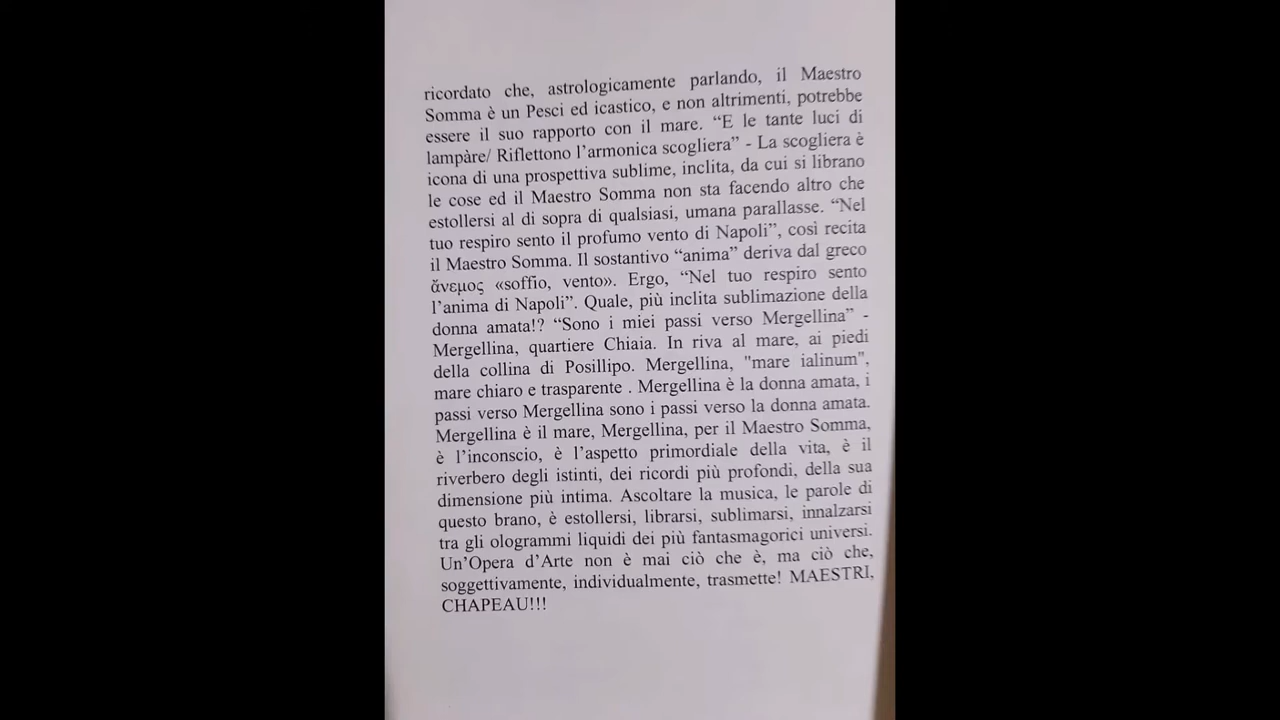 ricordato che, astrologicamente parlando, il Maestro
Somma è un Pesci ed icastico, e non altrimenti, potrebbe
essere il suo rapporto con il mare. “E le tante luci di
lampàre/ Riflettono l’armonica scogliera” - La scogliera è
icona di una prospettiva sublime, inclita, da cui si librano
le cose ed il Maestro Somma non sta facendo altro che
estollersi al di sopra di qualsiasi, umana parallasse. “Nel
tuo respiro sento il profumo vento di Napoli”, così recita
il Maestro Somma. Il sostantivo “anima” deriva dal greco
ἄνεμος «soffio, vento». Ergo, “Nel tuo respiro sento
l’anima di Napoli”. Quale, più inclita sublimazione della
donna amata!? “Sono i miei passi verso Mergellina” -
Mergellina, quartiere Chiaia. In riva al mare, ai piedi
della collina di Posillipo. Mergellina, "mare ialinum",
mare chiaro e trasparente . Mergellina è la donna amata, i
passi verso Mergellina sono i passi verso la donna amata.
Mergellina è il mare, Mergellina, per il Maestro Somma,
è l’inconscio, è l’aspetto primordiale della vita, è il
riverbero degli istinti, dei ricordi più profondi, della sua
dimensione più intima. Ascoltare la musica, le parole di
questo brano, è estollersi, librarsi, sublimarsi, innalzarsi
tra gli ologrammi liquidi dei più fantasmagorici universi.
Un’Opera d’Arte non è mai ciò che è, ma ciò che,
soggettivamente, individualmente, trasmette! MAESTRI,
CHAPEAU!!!